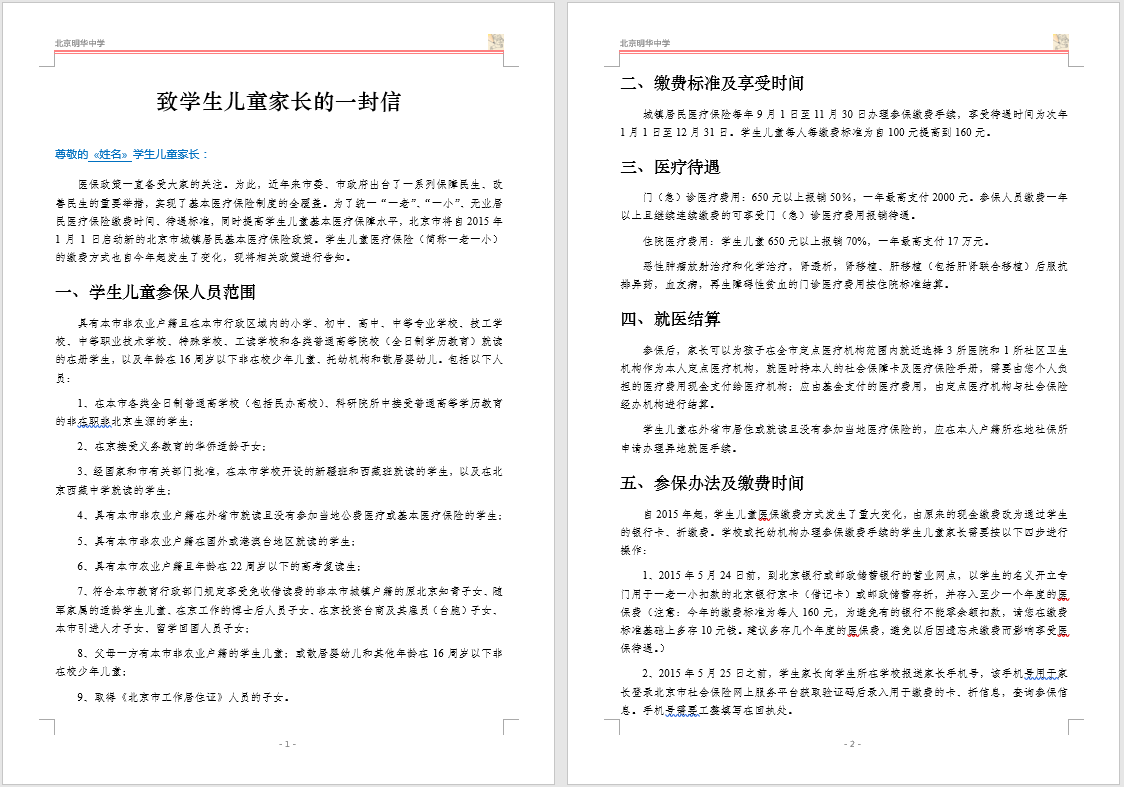 北京明华中学
致学生儿童家长的一封信
尊敬的 «姓名» 学生儿童家长：
医保政策一直备受大家的关注。为此，近年来市委、市政府出台了一系列保障民生、改
善民生的重要举措，实现了基本医疗保险制度的全覆盖。为了统一“一老”、“一小”、无业居
民医疗保险缴费时间、待遇标准，同时提高学生儿童基本医疗保障水平，北京市将自 2015 年
1 月 1 日启动新的北京市城镇居民基本医疗保险政策。学生儿童医疗保险（简称一老一小）
的缴费方式也自今年起发生了变化，现将相关政策进行告知。
一、学生儿童参保人员范围
具有本市非农业户籍且在本市行政区域内的小学、初中、高中、中等专业学校、技工学
校、中等职业技术学校、特殊学校、工读学校和各类普通高等院校（全日制学历教育）就读
的在册学生，以及年龄在 16 周岁以下非在校少年儿童、托幼机构和散居婴幼儿。包括以下人
员：
1、在本市各类全日制普通高学校（包括民办高校）、科研院所中接受普通高等学历教育
的非在职非北京生源的学生；
2、在京接受义务教育的华侨适龄子女；
3、经国家和市有关部门批准，在本市学校开设的新疆班和西藏班就读的学生，以及在北
京西藏中学就读的学生；
4、具有本市非农业户籍在外省市就读且没有参加当地公费医疗或基本医疗保险的学生；
5、具有本市非农业户籍在国外或港澳台地区就读的学生；
6、具有本市农业户籍且年龄在 22 周岁以下的高考复读生；
7、符合本市教育行政部门规定享受免收借读费的非本市城镇户籍的原北京知青子女、随
军家属的适龄学生儿童、在京工作的博士后人员子女、在京投资台商及其雇员（台胞）子女、
本市引进人才子女、留学回国人员子女；
8、父母一方有本市非农业户籍的学生儿童；或散居婴幼儿和其他年龄在 16 周岁以下非
在校少年儿童；
9、取得《北京市工作居住证》人员的子女。
- 1 -
北京明华中学
二、缴费标准及享受时间
城镇居民医疗保险每年 9 月 1 日至 11 月 30 日办理参保缴费手续，享受待遇时间为次年
1 月 1 日至 12 月 31 日。学生儿童每人每缴费标准为自 100 元提高到 160 元。
三、医疗待遇
门（急）诊医疗费用：650 元以上报销 50％，一年最高支付 2000 元。参保人员缴费一年
以上且继续连续缴费的可享受门（急）诊医疗费用报销待遇。
住院医疗费用：学生儿童 650 元以上报销 70%，一年最高支付 17 万元。
恶性肿瘤放射治疗和化学治疗，肾透析，肾移植、肝移植（包括肝肾联合移植）后服抗
排异药，血友病，再生障碍性贫血的门诊医疗费用按住院标准结算。
四、就医结算
参保后，家长可以为孩子在全市定点医疗机构范围内就近选择 3 所医院和 1 所社区卫生
机构作为本人定点医疗机构，就医时持本人的社会保障卡及医疗保险手册，需要由您个人负
担的医疗费用现金支付给医疗机构；应由基金支付的医疗费用，由定点医疗机构与社会保险
经办机构进行结算。
学生儿童在外省市居住或就读且没有参加当地医疗保险的，应在本人户籍所在地社保所
申请办理异地就医手续。
五、参保办法及缴费时间
自 2015 年起，学生儿童医保缴费方式发生了重大变化，由原来的现金缴费改为通过学生
的银行卡、折缴费。学校或托幼机构办理参保缴费手续的学生儿童家长需要按以下四步进行
操作：
1、2015 年 5 月 24 日前，到北京银行或邮政储蓄银行的营业网点，以学生的名义开立专
门用于一老一小扣款的北京银行京卡（借记卡）或邮政储蓄存折，并存入至少一个年度的医
保费（注意：今年的缴费标准为每人 160 元，为避免有的银行不能零余额扣款，请您在缴费
标准基础上多存 10 元钱。建议多存几个年度的医保费，避免以后因遗忘未缴费而影响享受医
保待遇。）
2、2015 年 5 月 25 日之前，学生家长向学生所在学校报送家长手机号，该手机号用于家
长登录北京市社会保险网上服务平台获取验证码后录入用于缴费的卡、折信息，查询参保信
息。手机号需要工整填写在回执处。
- 2 -